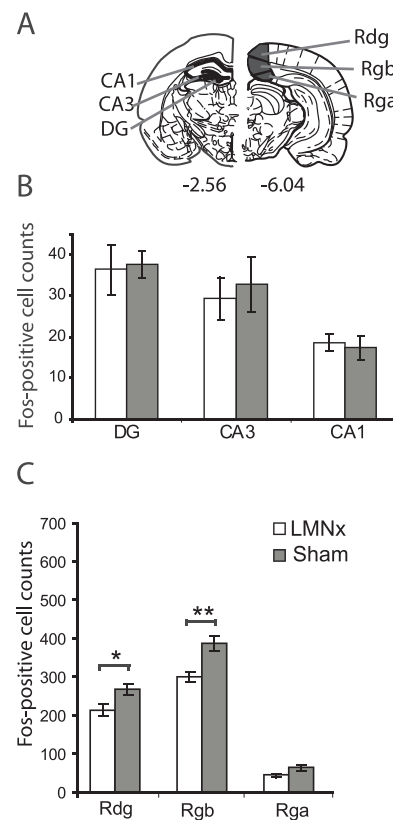 A
CA1
CA3
DG
Rdg
Rgb
Rga
-2.56 -6.04
B
Fos-positive cell counts
40
30
20
10
0
DG CA3 CA1
C
Fos-positive cell counts
700
600
500
400
300
200
100
0
LMNx
Sham
*
**
Rdg Rgb Rga